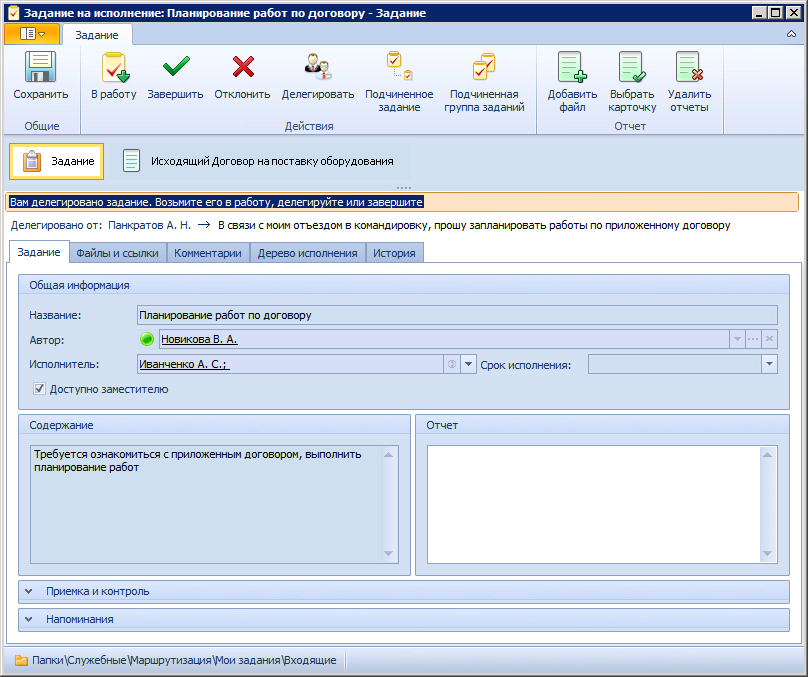 Задание на исполнение: Планирование работ по договору - Задание
Задание
Сохранить
В работу
Завершить
Отклонить
Делегировать
Подчиненное
задание
Подчиненная
группа заданий
Добавить
файл
Выбрать
карточку
Удалить
отчеты
Общие
Действия
Отчет
Задание
Исходящий Договор на поставку оборудования
Вам делегировано задание. Возьмите его в работу, делегируйте или завершите
Делегировано от: Панкратов А. Н. → В связи с моим отъездом в командировку, прошу запланировать работы по приложенному договору
Задание Файлы и ссылки Комментарии Дерево исполнения История
Общая информация
Название: Планирование работ по договору
Автор: Новикова В. А.
Исполнитель: Иванченко А. С.; Срок исполнения:
Доступно заместителю
Содержание
Требуется ознакомиться с приложенным договором, выполнить
планирование работ
Отчет
Приемка и контроль
Напоминания
Папки\Служебные\Маршрутизация\Мои задания\Входящие